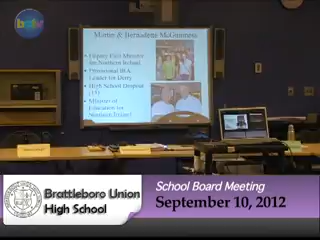 bctv
Martin & Bernadette McGuinness
• Deputy First Minister
for Northern Ireland,
• Provisional IRA
Leader for Derry
• High School Dropout
(15)
• Minister of
Education for
Northern Ireland
Brattleboro Union
High School
School Board Meeting
September 10, 2012